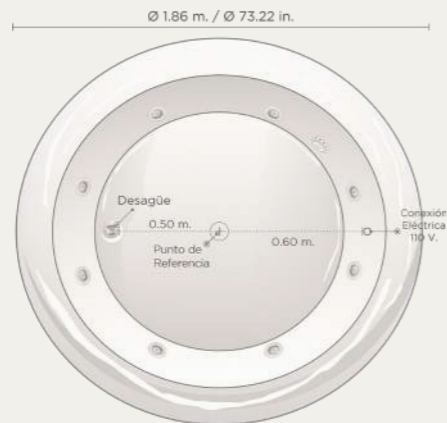 Ø 1.86 m. / Ø 73.22 in.
Desagüe
0.50 m.
Punto de
Referencia
0.60 m.
Conexión
Eléctrica
110 V.